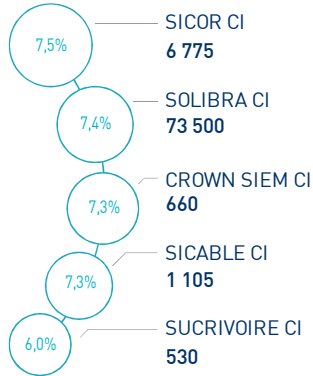 7,5%
SICOR CI
6 775
7,4%
SOLIBRA CI
73 500
7,3%
CROWN SIEM CI
660
7,3%
SICABLE CI
1 105
6,0%
SUCRIVOIRE CI
530